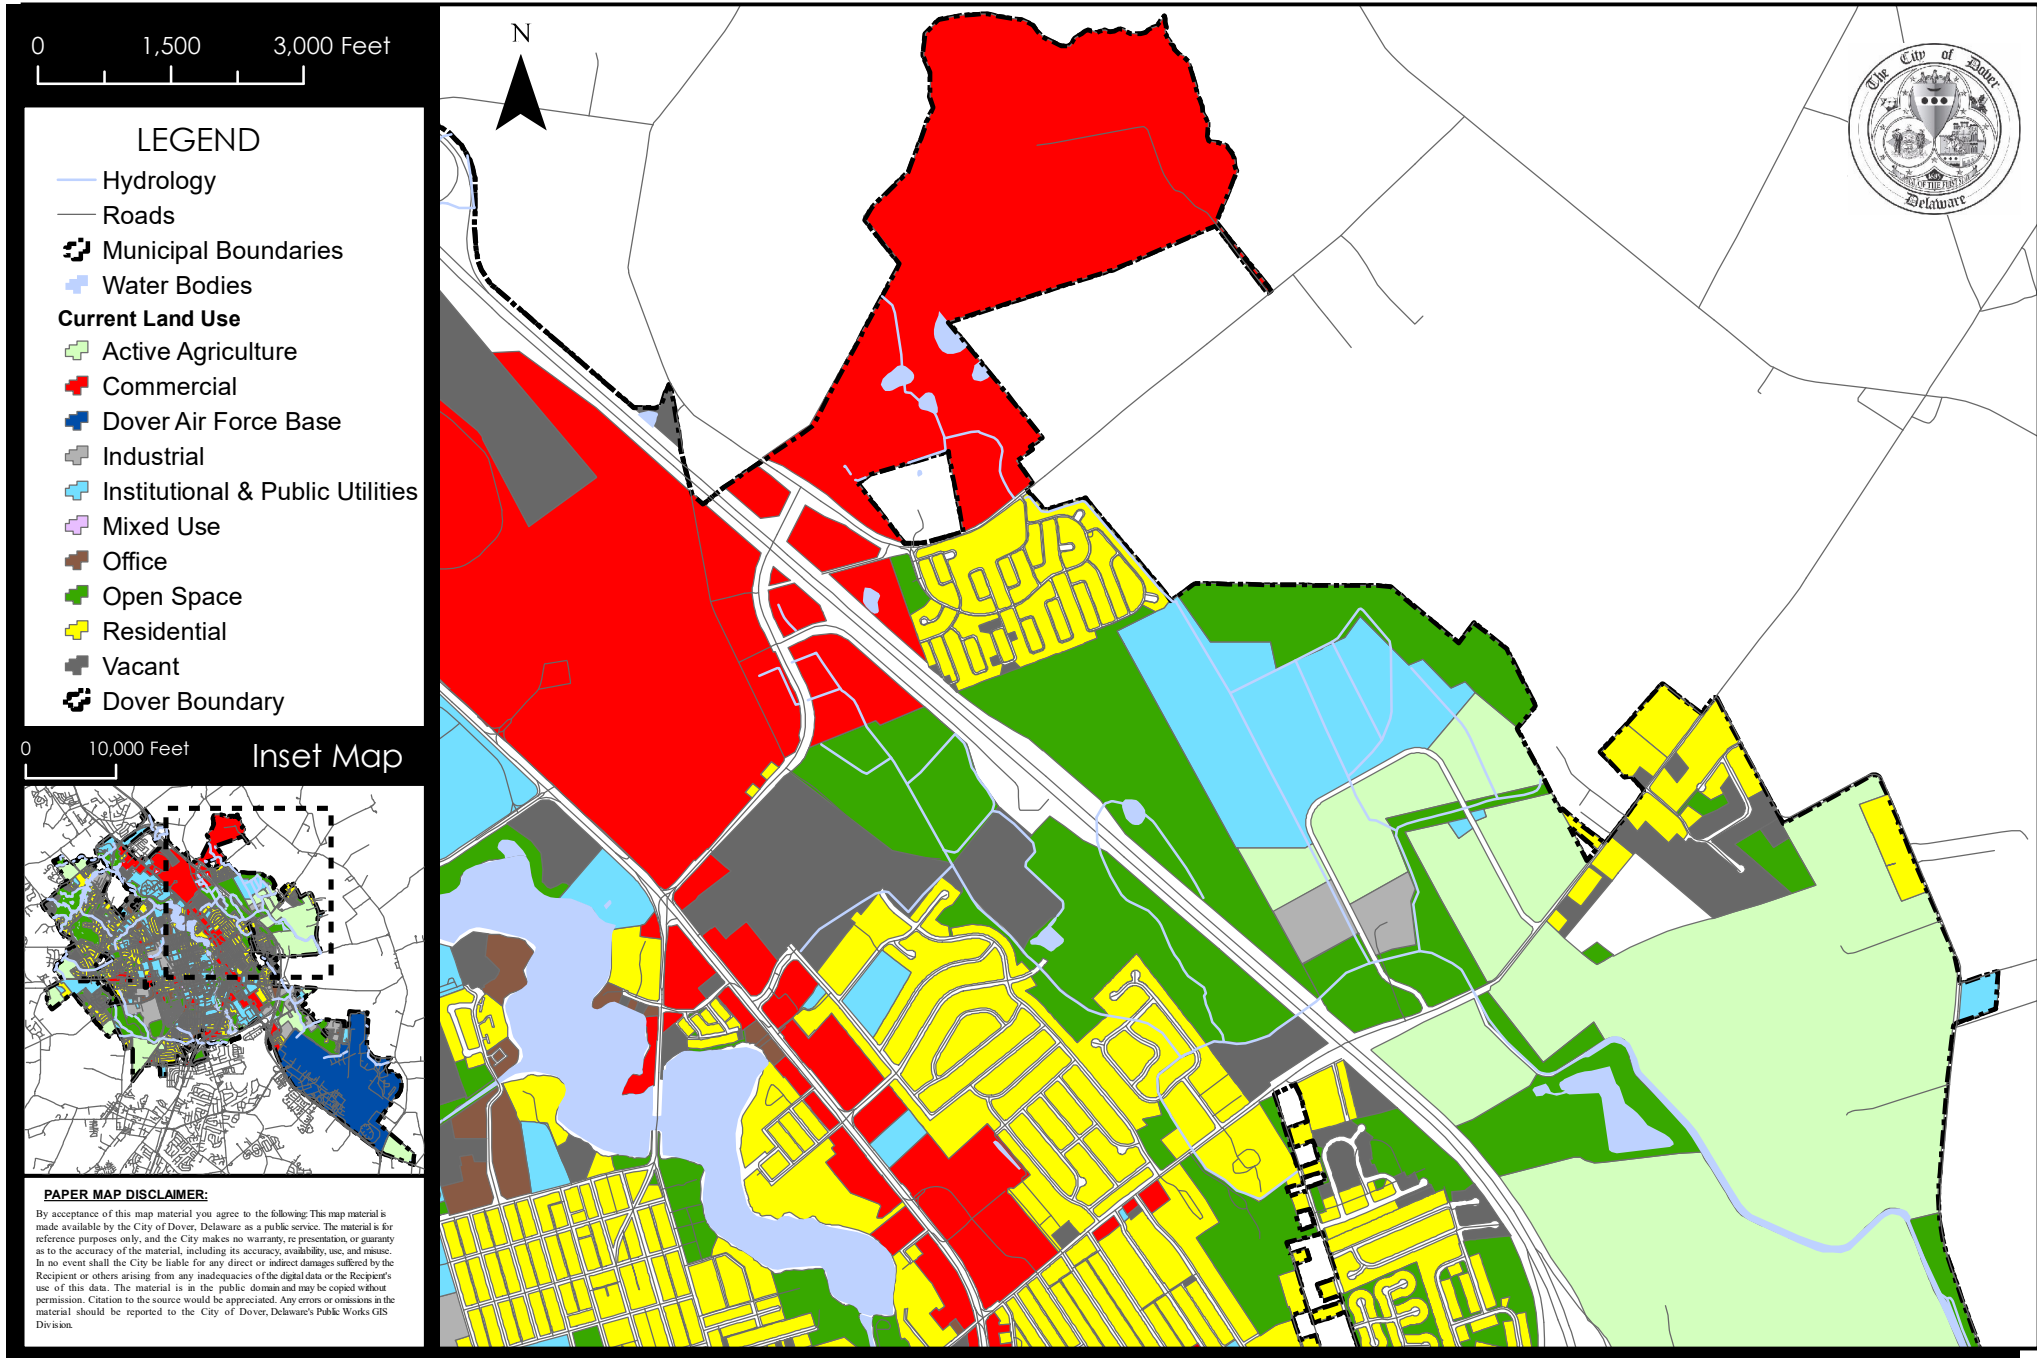 0 1,500 3,000 Feet
LEGEND
Hydrology
Roads
Municipal Boundaries
Water Bodies
Current Land Use
Active Agriculture
Commercial
Dover Air Force Base
Industrial
Institutional & Public Utilities
Mixed Use
Office
Open Space
Residential
Vacant
Dover Boundary
0 10,000 Feet
Inset Map
PAPER MAP DISCLAIMER:
By acceptance of this map material you agree to the following: This map material is
made available by the City of Dover, Delaware as a public service. The material is for
reference purposes only, and the City makes no warranty, re presentation, or guaranty
as to the accuracy of the material, including its accuracy, availability, use, and misuse.
In no event shall the City be liable for any direct or indirect damages suffered by the
Recipient or others arising from any inadequacies of the digital data or the Recipient's
use of this data. The material is in the public domain and may be copied without
permission. Citation to the source would be appreciated. Any errors or omissions in the
material should be reported to the City of Dover, Delaware's Public Works GIS
Division.
N
The City of Dover
Delaware